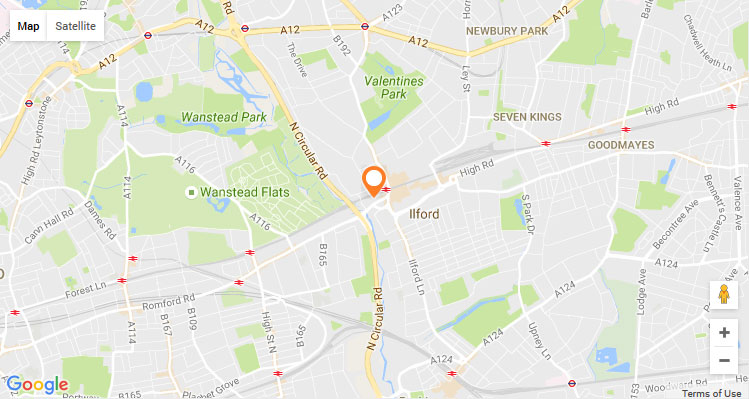 Map
Satellite
A12
A123
B192
The Drive
A12
A12
A12
NEWBURY PARK
Ley St
Chadwell Heath Ln
Valentines
Park
High Rd Leytonstone
A114
A114
Wanstead Park
N Circular Rd
SEVEN KINGS
High Rd
GOODMAYES
High Rd
A116
Wanstead Flats
A116
Cann Hall Rd
Dames Rd
Ilford
S Park Dr
Bennett's Castle Ln
Valence Ave
Becontree Ave
A124
B165
Ilford Ln
Lodge Ave
Forest Ln
Romford Rd
A114
B167
B109
High St N
B165
N Circular Rd
Upney Ln
A124
A124
Plashet Grove
153
Woodward Rd
Google
Terms of Use